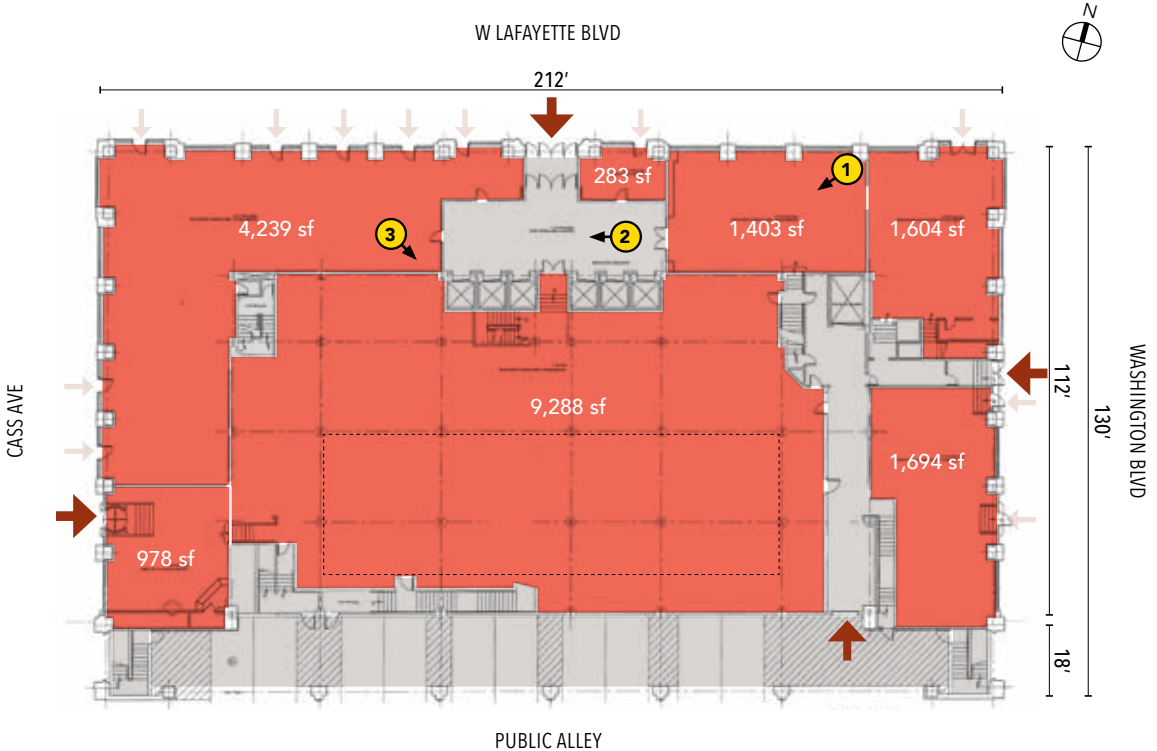 N
W LAFAYETTE BLVD
212'
1
283 sf
3
4,239 sf
2
1,403 sf
1,604 sf
CASS AVE
9,288 sf
112'
130'
WASHINGTON BLVD
1,694 sf
978 sf
18'
PUBLIC ALLEY